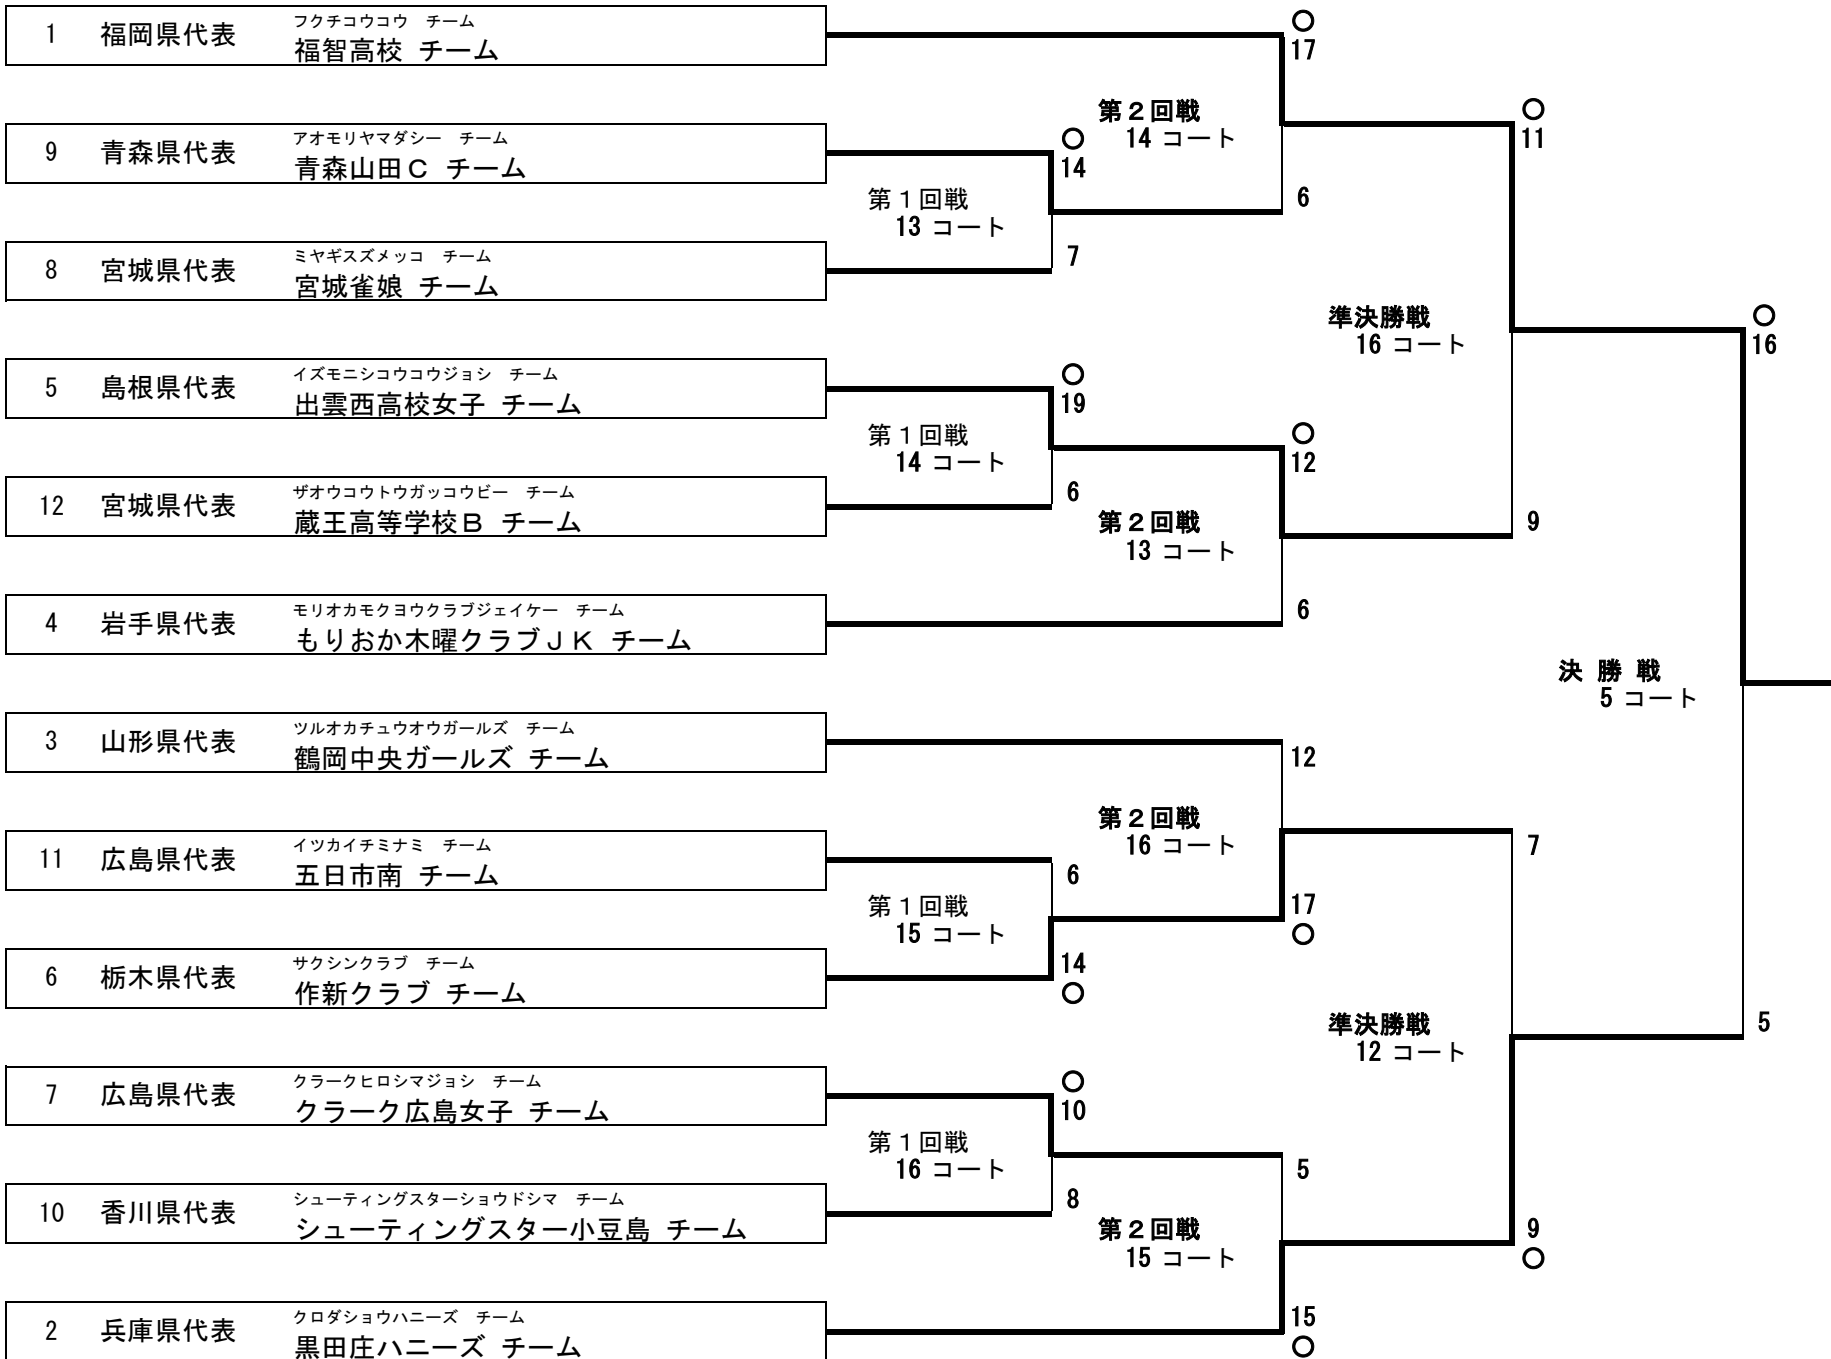 1 福岡県代表 フクチコウコウ チーム
福智高校 チーム
○
17
第２回戦
14 コート
○
11
9 青森県代表 アオモリヤマダシー チーム
青森山田Ｃ チーム
○
14
第１回戦
13 コート
6
7
8 宮城県代表 ミヤギスズメッコ チーム
宮城雀娘 チーム
準決勝戦
16 コート
○
16
5 島根県代表 イズモニシコウコウジョシ チーム
出雲西高校女子 チーム
○
19
第１回戦
14 コート
○
12
6
12 宮城県代表 ザオウコウトウガッコウビー チーム
蔵王高等学校Ｂ チーム
第２回戦
13 コート
9
4 岩手県代表 モリオカモクヨウクラブジェイケー チーム
もりおか木曜クラブＪＫ チーム
6
決 勝 戦
5 コート
3 山形県代表 ツルオカチュウオウガールズ チーム
鶴岡中央ガールズ チーム
12
第２回戦
16 コート
7
11 広島県代表 イツカイチミナミ チーム
五日市南 チーム
6
第１回戦
15 コート
17
○
6 栃木県代表 サクシンクラブ チーム
作新クラブ チーム
14
○
準決勝戦
12 コート
5
7 広島県代表 クラークヒロシマジョシ チーム
クラーク広島女子 チーム
○
10
第１回戦
16 コート
5
8
10 香川県代表 シューティングスターショウドシマ チーム
シューティングスター小豆島 チーム
第２回戦
15 コート
9
○
2 兵庫県代表 クロダショウハニーズ チーム
黒田庄ハニーズ チーム
15
○